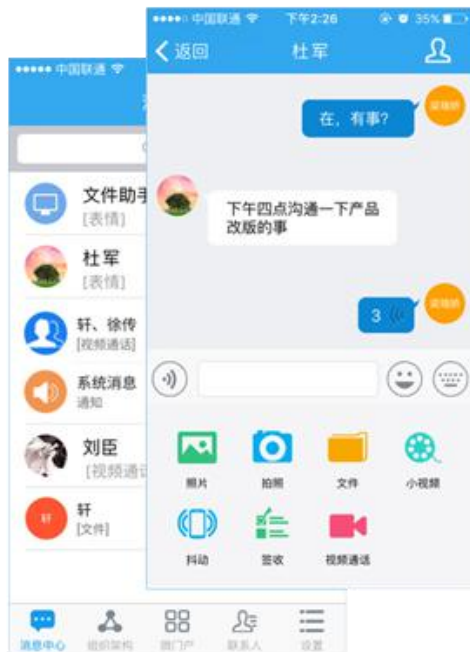 中国联通
下午2:26
35%
返回
杜军
在，有事?
下午四点沟通一下产品
改版的事
3
照片
拍照
文件
小视频
抖动
签收
视频通话
中国联通
文件助手
[表情]
杜军
[表情]
轩、徐传
[视频通话]
系统消息
通知
刘臣
[视频通话
轩
轩
[文件]
消息中心
组织架构
微门户
联系人
设置